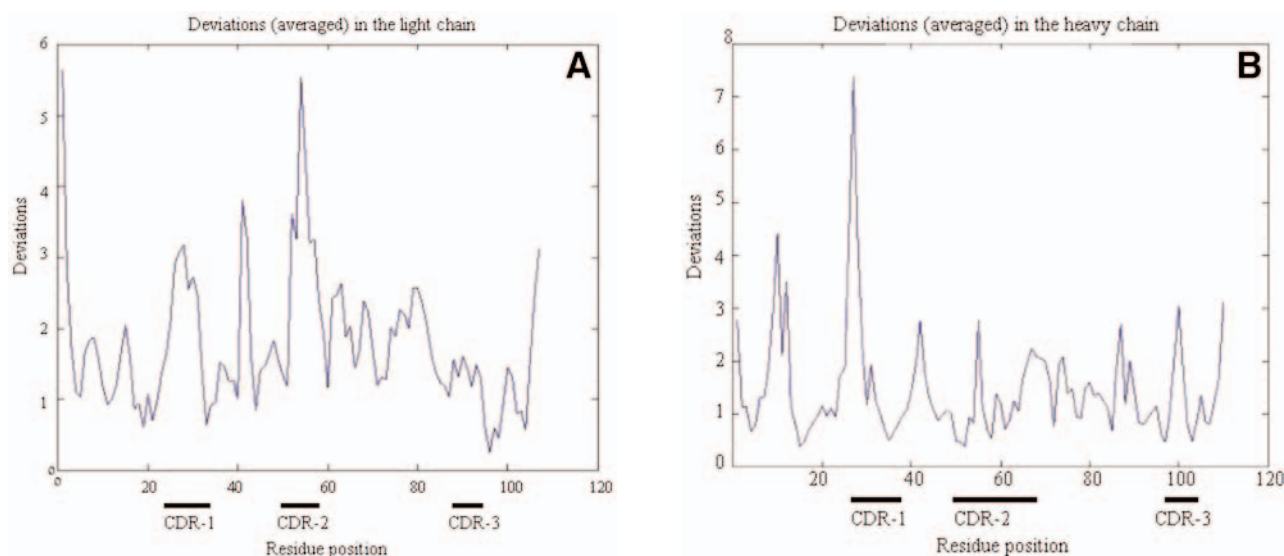 Deviations (averaged) in the light chain
A
6
5
4
3
2
1
0
Deviations
0 20 40 60 80 100 120
CDR-1 CDR-2 CDR-3
Residue position
Deviations (averaged) in the heavy chain
B
8
7
6
5
4
3
2
1
0
Deviations
20 40 60 80 100 120
CDR-1 CDR-2 CDR-3
Residue position